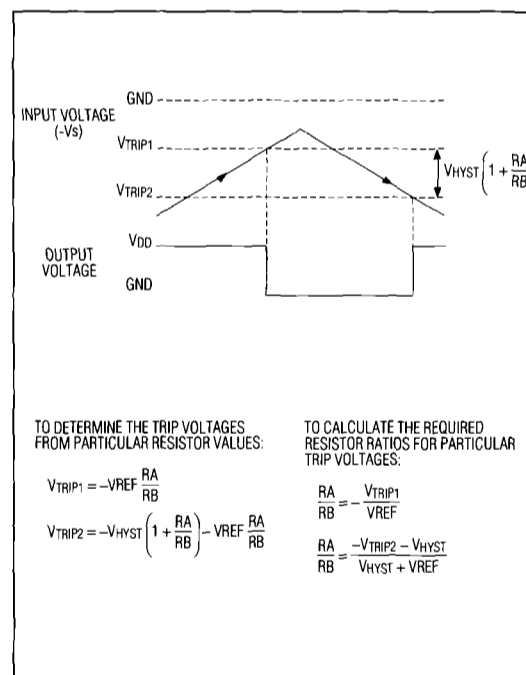 GND
INPUT VOLTAGE
(-Vs)
VTRIP1
VHYST(1 + RA/RB
VTRIP2
VDD
OUTPUT
VOLTAGE
GND
TO DETERMINE THE TRIP VOLTAGES
FROM PARTICULAR RESISTOR VALUES:
VTRIP1 = –VREF RA/RB
VTRIP2 = –VHYST(1 + RA/RB) – VREF RA/RB
TO CALCULATE THE REQUIRED
RESISTOR RATIOS FOR PARTICULAR
TRIP VOLTAGES:
RA/RB = – VTRIP1/VREF
RA/RB = –VTRIP2 – VHYST/VHYST + VREF